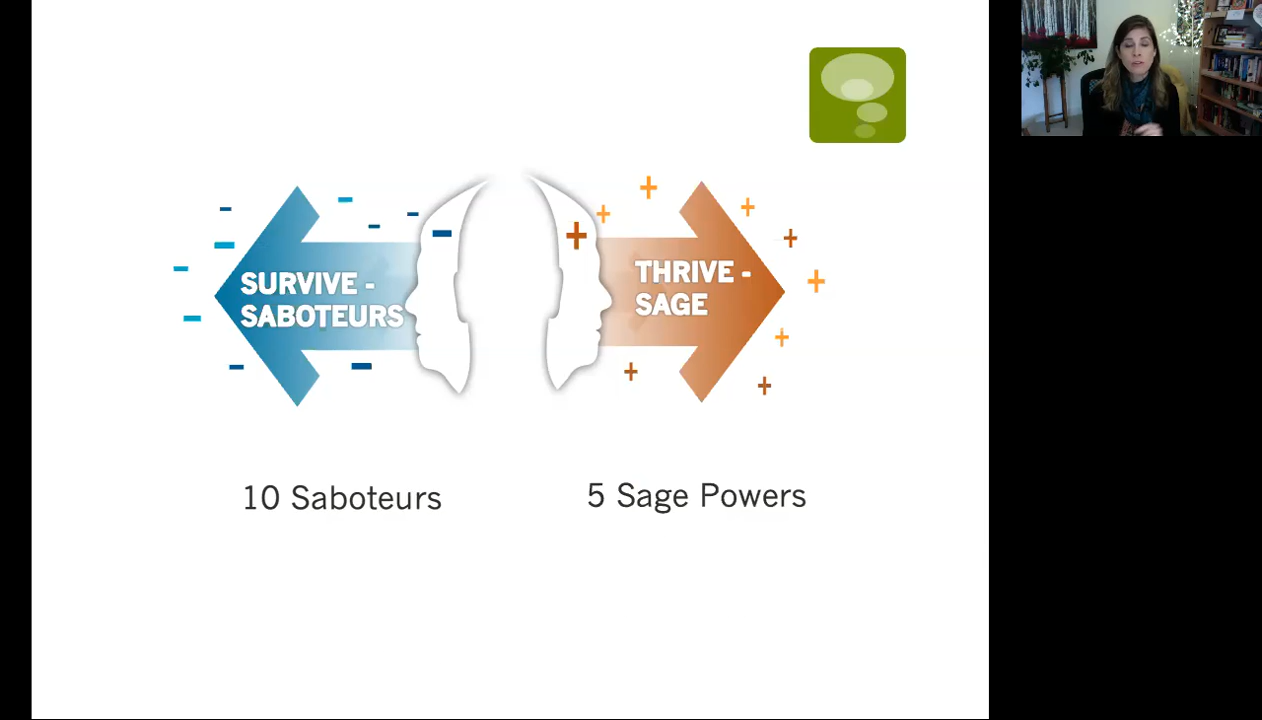 SURVIVE -
SABOTEURS
THRIVE -
SAGE
10 Saboteurs
5 Sage Powers